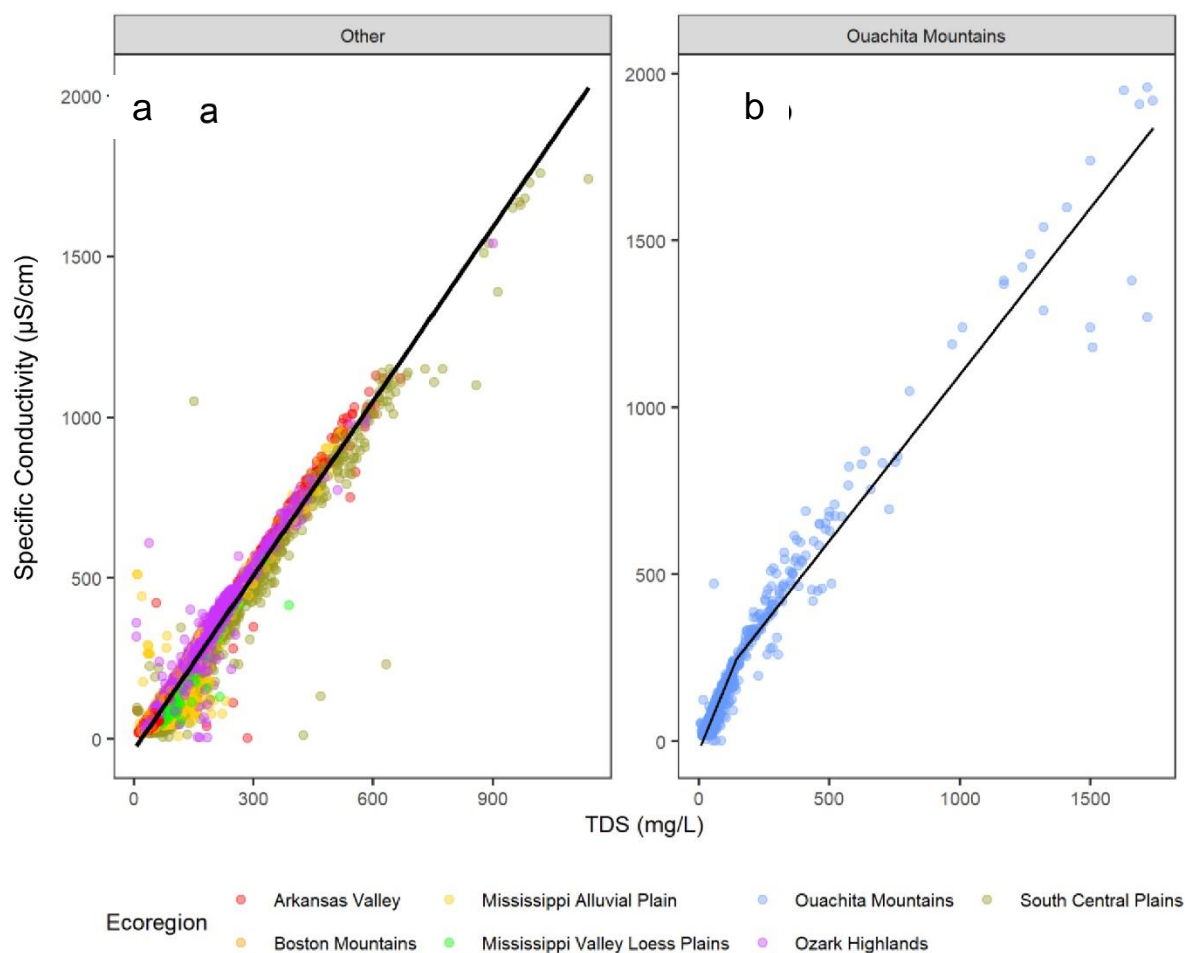 Other
Ouachita Mountains
a a
b
Specific Conductivity (µS/cm)
2000
1500
1000
500
0
2000
1500
1000
500
0
0 300 600 900
0 500 1000 1500
TDS (mg/L)
Ecoregion
Arkansas Valley
Mississippi Alluvial Plain
Ouachita Mountains
South Central Plains
Boston Mountains
Mississippi Valley Loess Plains
Ozark Highlands